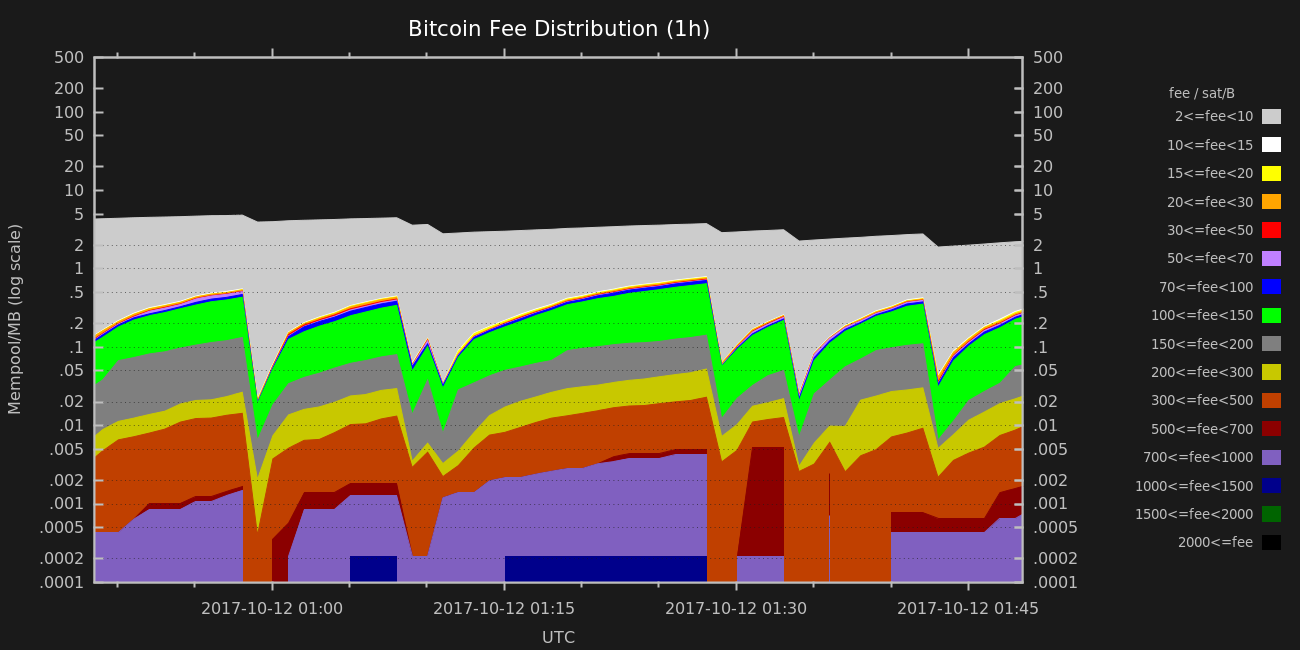 Bitcoin Fee Distribution (1h)
Mempool/MB (log scale)
500
200
100
50
20
10
5
2
1
.5
.2
.1
.05
.02
.01
.005
.002
.001
.0005
.0002
.0001
500
200
100
50
20
10
5
2
1
.5
.2
.1
.05
.02
.01
.005
.002
.001
.0005
.0002
.0001
2017-10-12 01:00
2017-10-12 01:15
2017-10-12 01:30
2017-10-12 01:45
UTC
fee / sat/B
2<=fee<10
10<=fee<15
15<=fee<20
20<=fee<30
30<=fee<50
50<=fee<70
70<=fee<100
100<=fee<150
150<=fee<200
200<=fee<300
300<=fee<500
500<=fee<700
700<=fee<1000
1000<=fee<1500
1500<=fee<2000
2000<=fee